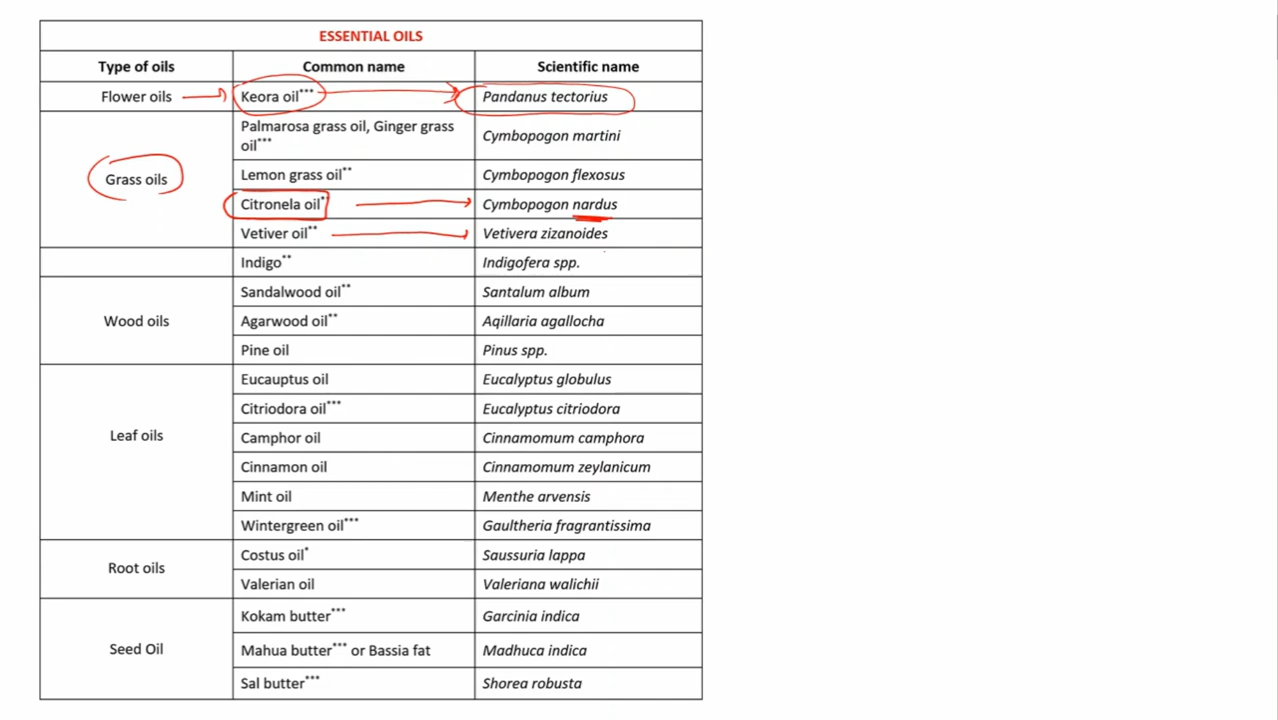 ESSENTIAL OILS
Type of oils Common name Scientific name
Flower oils Keora oil*** Pandanus tectorius
Grass oils
Palmarosa grass oil, Ginger grass
oil*** Cymbopogon martini
Lemon grass oil** Cymbopogon flexosus
Citronela oil** Cymbopogon nardus
Vetiver oil** Vetivera zizanoides
Indigo** Indigofera spp.
Wood oils
Sandalwood oil** Santalum album
Agarwood oil** Aqillaria agallocha
Pine oil Pinus spp.
Leaf oils
Eucauptus oil Eucalyptus globulus
Citriodora oil*** Eucalyptus citriodora
Camphor oil Cinnamomum camphora
Cinnamon oil Cinnamomum zeylanicum
Mint oil Menthe arvensis
Wintergreen oil*** Gaultheria fragrantissima
Root oils
Costus oil* Saussuria lappa
Valerian oil Valeriana walichii
Seed Oil
Kokam butter*** Garcinia indica
Mahua butter*** or Bassia fat Madhuca indica
Sal butter*** Shorea robusta